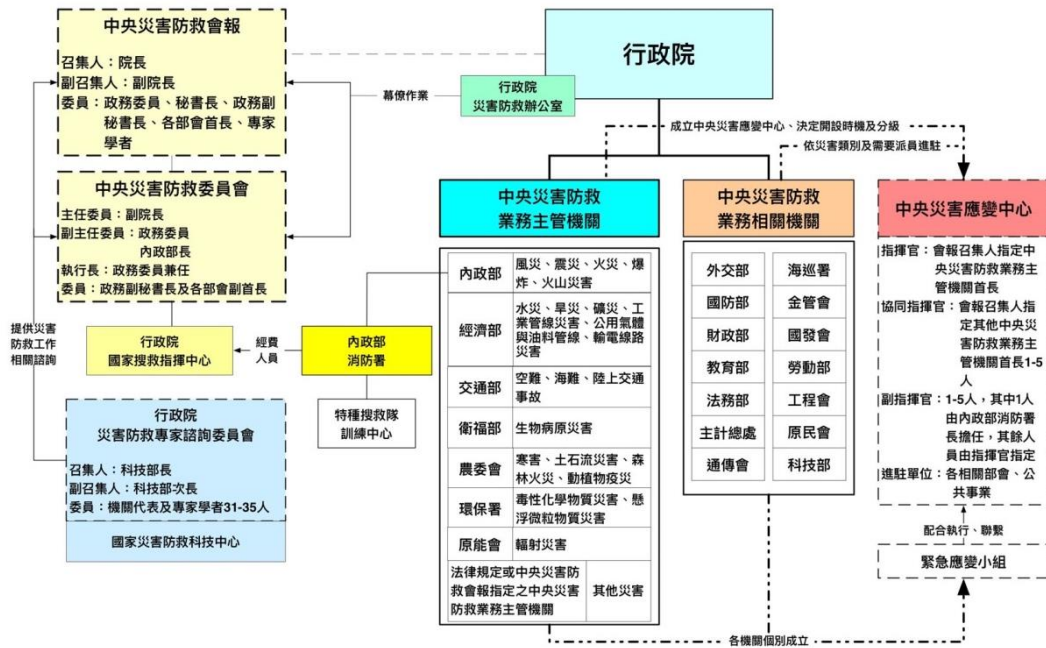 中央災害防救會報
召集人：院長
副召集人：副院長
委員：政務委員、秘書長、政務副
秘書長、各部會首長、專家
學者
行政院
行政院
災害防救辦公室
幕僚作業
成立中央災害應變中心、決定開設時機及分級
依災害類別及需要派員進駐
中央災害防救委員會
主任委員：副院長
副主任委員：政務委員
內政部長
執行長：政務委員兼任
委員：政務副秘書長及各部會副首長
提供災害
防救工作
相關諮詢
行政院
國家搜救指揮中心
經費
人員
內政部
消防署
特種搜救隊
訓練中心
行政院
災害防救專家諮詢委員會
召集人：科技部長
副召集人：科技部次長
委員：機關代表及專家學者31-35人
國家災害防救科技中心
中央災害防救
業務主管機關
內政部
風災、震災、火災、爆
炸、火山災害
經濟部
水災、旱災、礦災、工
業管線災害、公用氣體
與油料管線、輸電線路
災害
交通部
空難、海難、陸上交通
事故
衛福部
生物病原災害
農委會
寒害、土石流災害、森
林火災、動植物疫災
環保署
毒性化學物質災害、懸
浮微粒物質災害
原能會
輻射災害
法律規定或中央災害防
救會報指定之中央災害
防救業務主管機關
其他災害
中央災害防救
業務相關機關
外交部
海巡署
國防部
金管會
財政部
國發會
教育部
勞動部
法務部
工程會
主計總處
原民會
通傳會
科技部
中央災害應變中心
指揮官：會報召集人指定中
央災害防救業務主
管機關首長
協同指揮官：會報召集人指
定其他中央災
害防救業務主
管機關首長1-5
人
副指揮官：1-5人，其中1人
由內政部消防署
長擔任，其餘人
員由指揮官指定
進駐單位：各相關部會、公
共事業
配合執行、聯繫
緊急應變小組
各機關個別成立